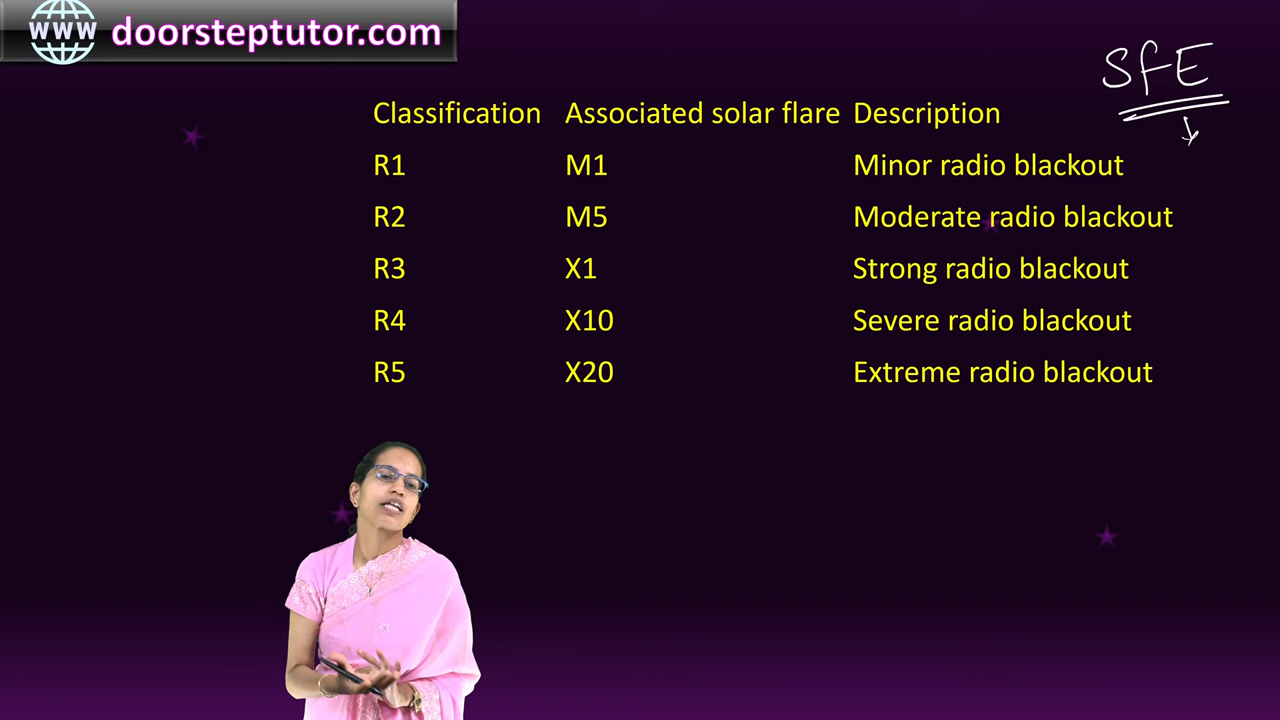 WWW doorsteptutor.com
SFE
Classification Associated solar flare Description
R1 M1 Minor radio blackout
R2 M5 Moderate radio blackout
R3 X1 Strong radio blackout
R4 X10 Severe radio blackout
R5 X20 Extreme radio blackout